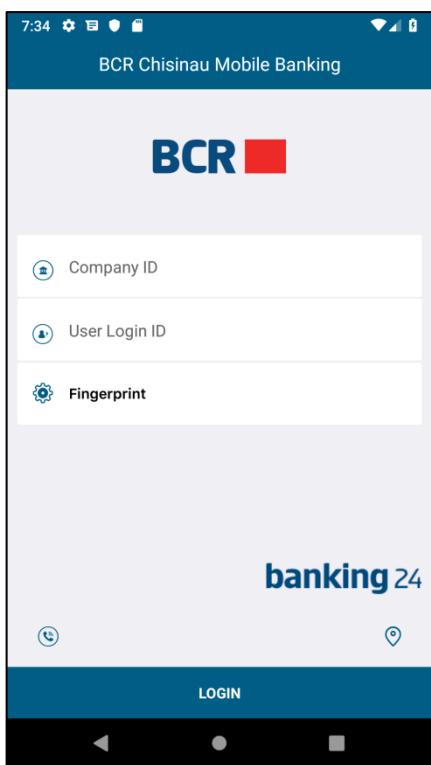 7:34
BCR Chisinau Mobile Banking
BCR
Company ID
User Login ID
Fingerprint
banking 24
LOGIN